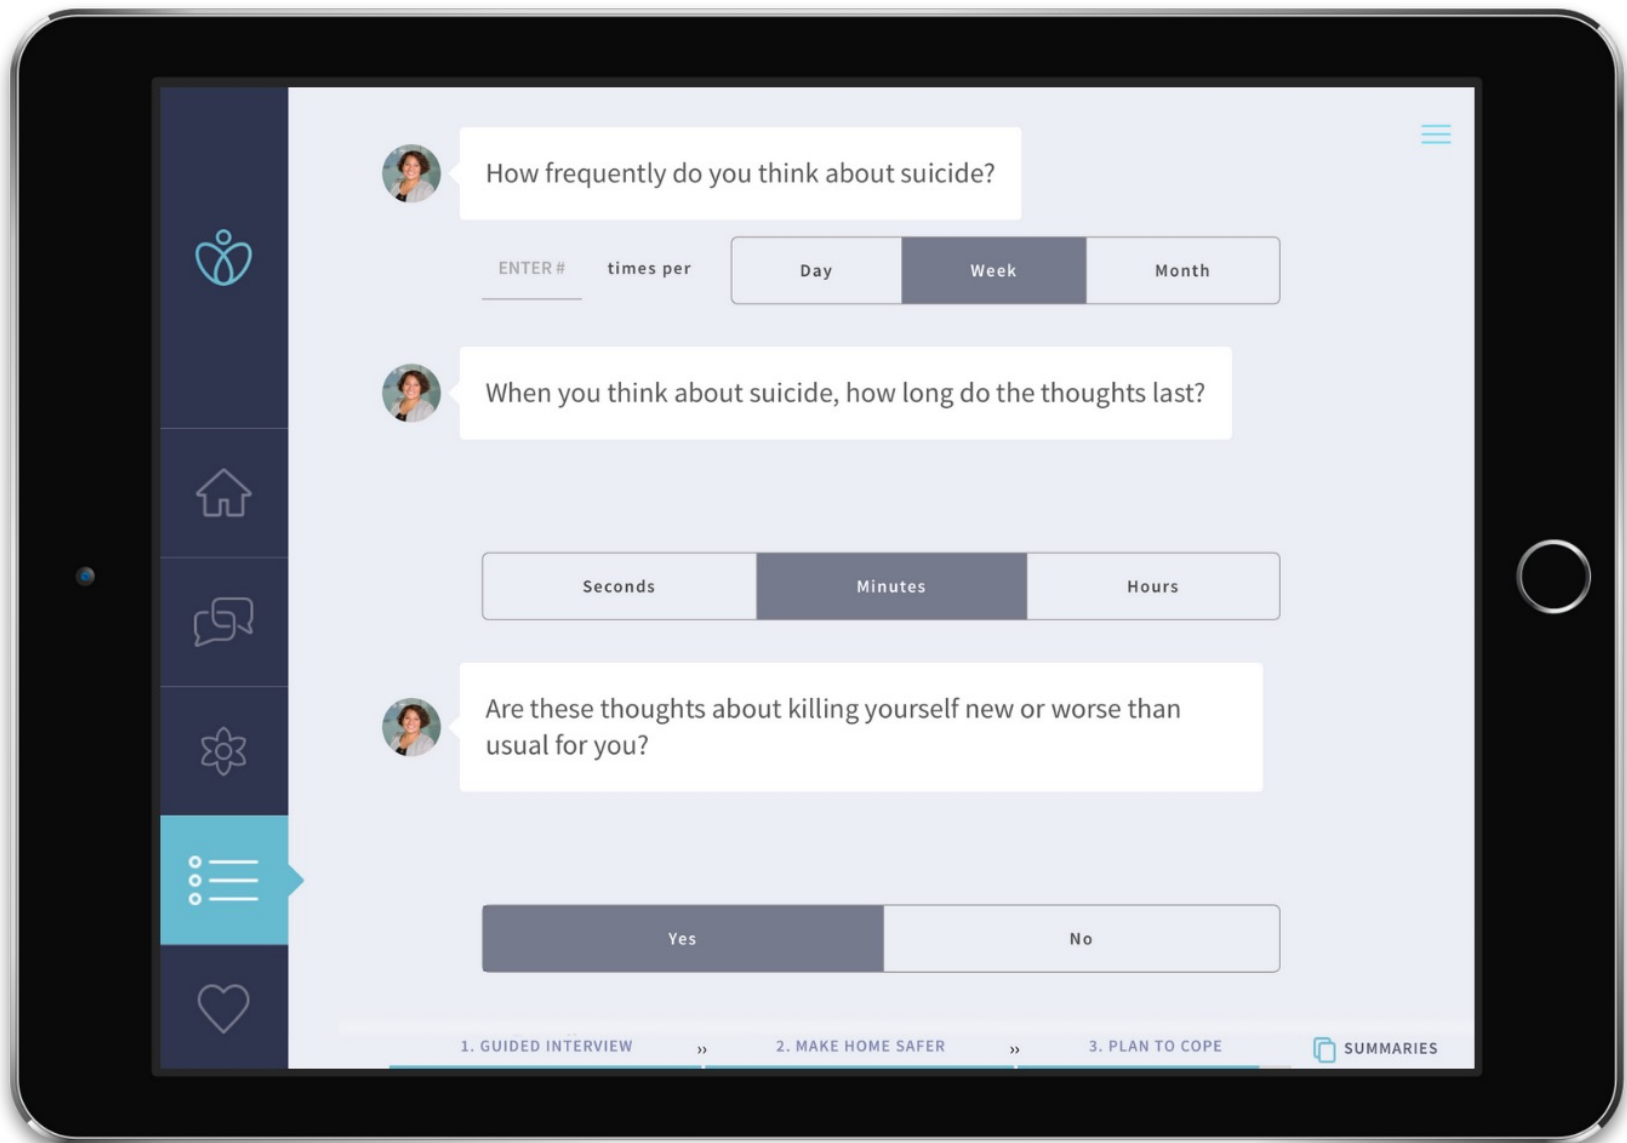 How frequently do you think about suicide?
ENTER # times per Day Week Month
When you think about suicide, how long do the thoughts last?
Seconds Minutes Hours
Are these thoughts about killing yourself new or worse than
usual for you?
Yes No
1. GUIDED INTERVIEW ›› 2. MAKE HOME SAFER ›› 3. PLAN TO COPE SUMMARIES